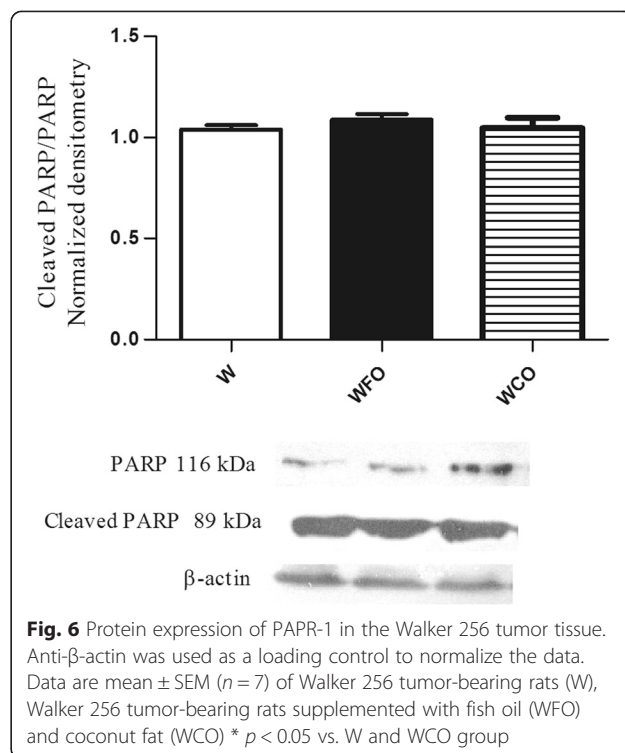 Cleaved PARP/PARP
Normalized densitometry
1.5
1.0
0.5
0.0
W
WFO
WCO
PARP 116 kDa
Cleaved PARP 89 kDa
β-actin
Fig. 6 Protein expression of PAPR-1 in the Walker 256 tumor tissue.
Anti-β-actin was used as a loading control to normalize the data.
Data are mean ± SEM (n = 7) of Walker 256 tumor-bearing rats (W),
Walker 256 tumor-bearing rats supplemented with fish oil (WFO)
and coconut fat (WCO) * p < 0.05 vs. W and WCO group